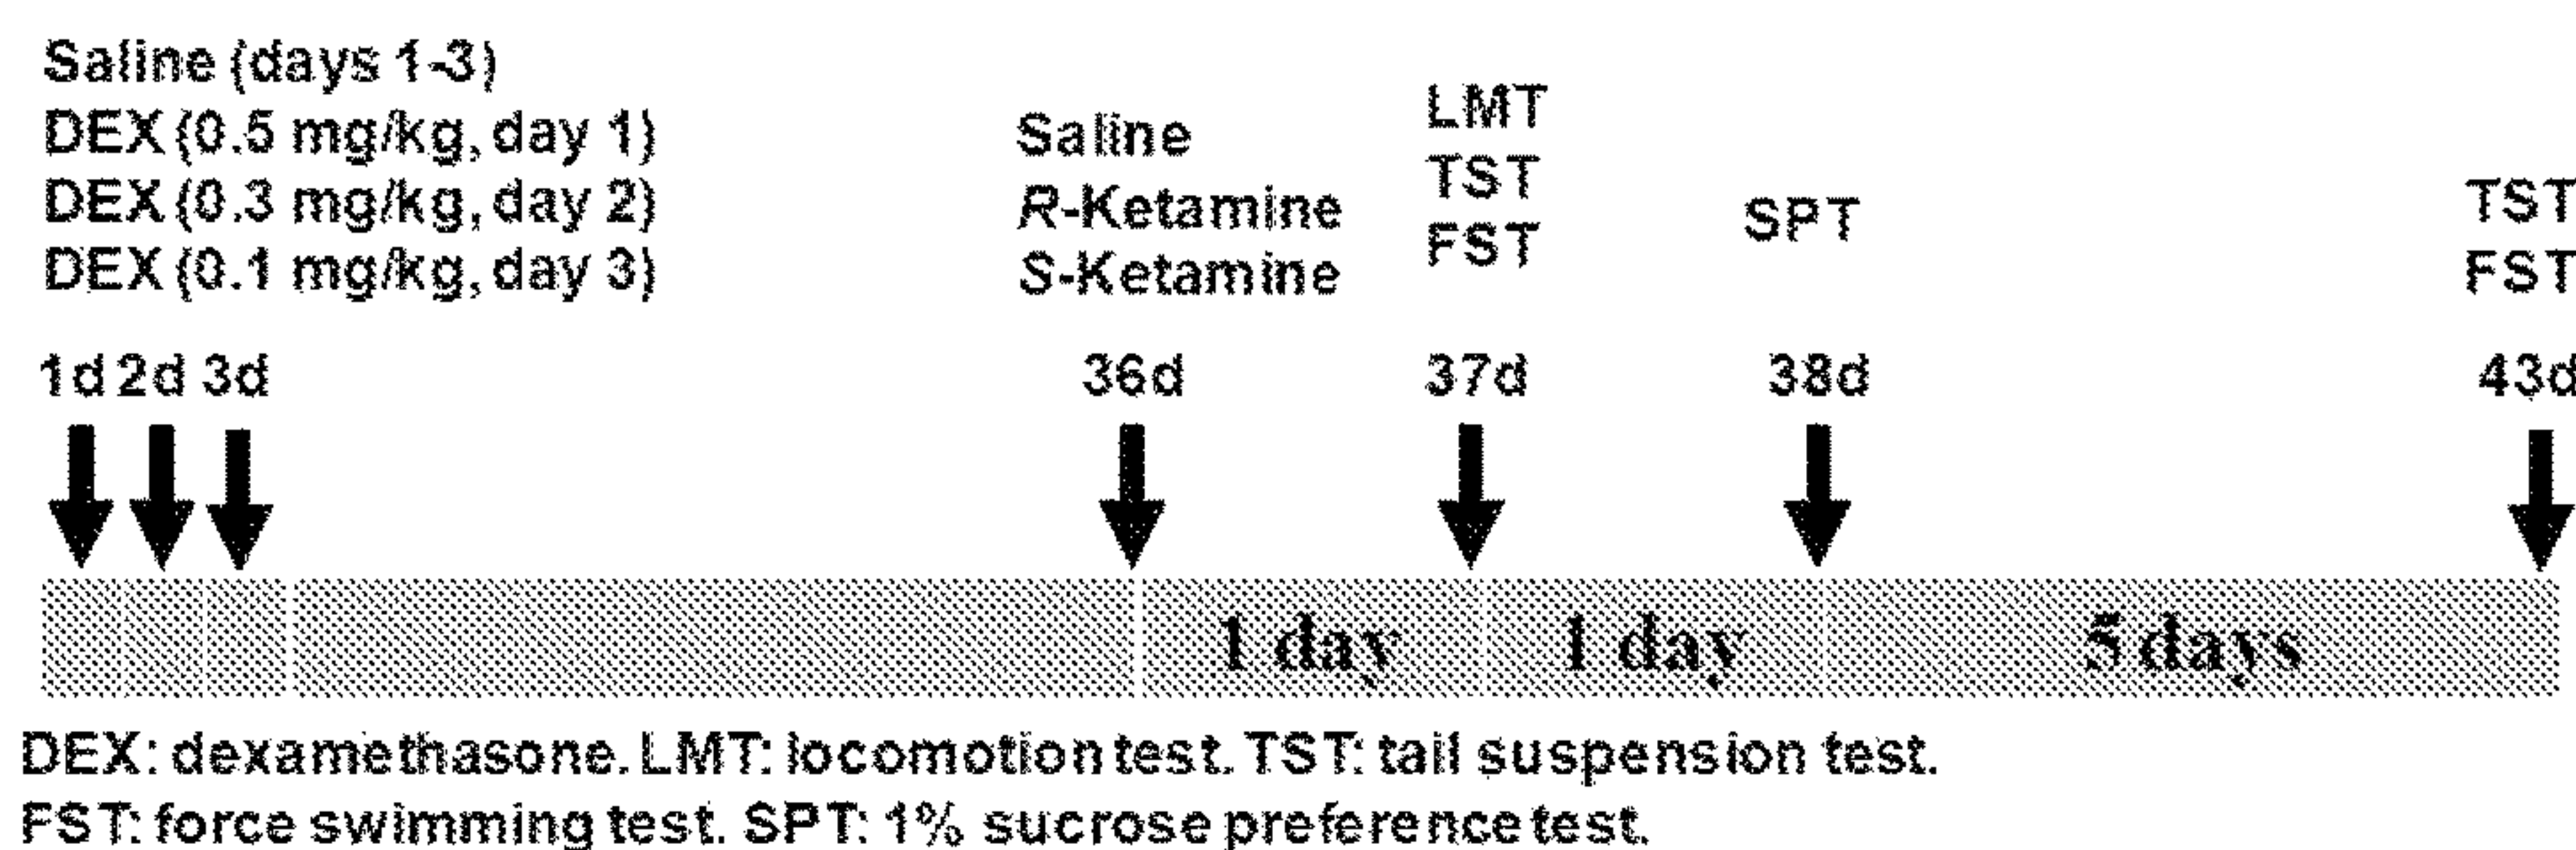 Saline (days 1-3)
DEX (0.5 mg/kg, day 1)
DEX (0.3 mg/kg, day 2)
DEX (0.1 mg/kg, day 3)
Saline
R-Ketamine
S-Ketamine
LMT
TST
FST
SPT
TST
FST
1d 2d 3d
36d
37d
38d
43d
1 day
1 day
5 days
DEX: dexamethasone. LMT: locomotion test. TST: tail suspension test.
FST: force swimming test. SPT: 1% sucrose preference test.